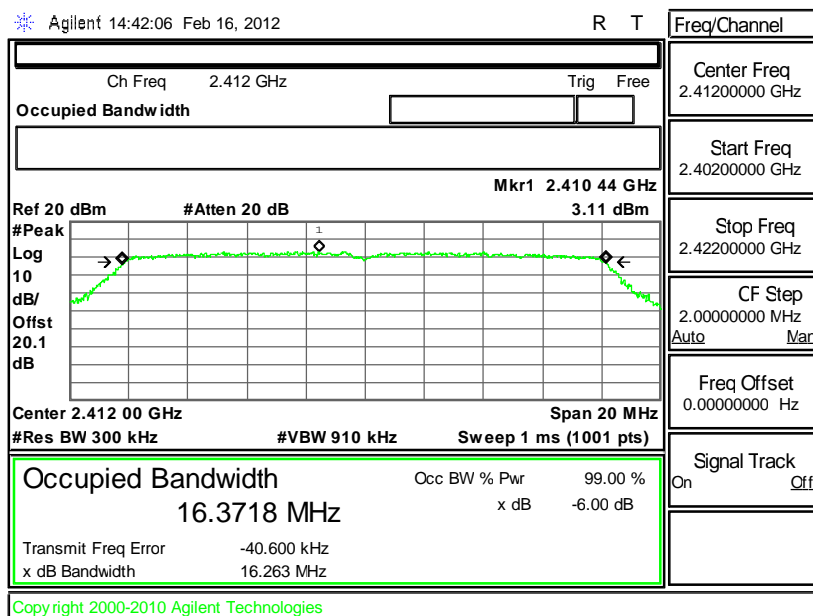 Agilent 14:42:06 Feb 16, 2012 R T
Ch Freq 2.412 GHz Trig Free
Occupied Bandwidth
Mkr1 2.410 44 GHz
Ref 20 dBm #Atten 20 dB 3.11 dBm
#Peak
Log
10
dB/
Offst
20.1
dB
1
Center 2.412 00 GHz Span 20 MHz
#Res BW 300 kHz #VBW 910 kHz Sweep 1 ms (1001 pts)
Occupied Bandwidth
16.3718 MHz
Occ BW % Pwr 99.00 %
x dB -6.00 dB
Transmit Freq Error -40.600 kHz
x dB Bandwidth 16.263 MHz
Copyright 2000-2010 Agilent Technologies
Freq/Channel
Center Freq
2.41200000 GHz
Start Freq
2.40200000 GHz
Stop Freq
2.42200000 GHz
CF Step
2.00000000 MHz
Auto Man
Freq Offset
0.00000000 Hz
Signal Track
On Off